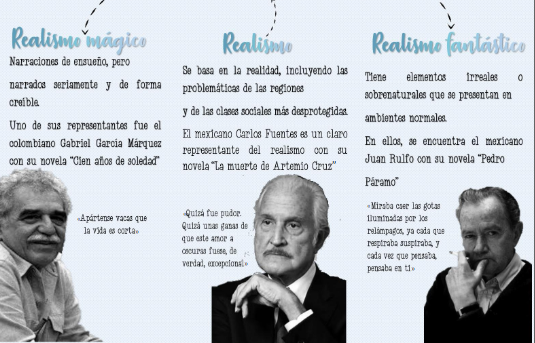 Realismo mágico
Narraciones de ensueño, pero
narrados seriamente y de forma
creíble.
Uno de sus representantes fue el
colombiano Gabriel García Márquez
con su novela "Cien años de soledad"
«Apártense vacas que
la vida es corta»
Realismo
Se basa en la realidad, incluyendo las
problemáticas de las regiones
y de las clases sociales más desprotegidas.
El mexicano Carlos Fuentes es un claro
representante del realismo con su
novela "La muerte de Artemio Cruz"
«Quizá fue pudor.
Quizá unas ganas de
que este amor a
oscuras fuese, de
verdad, excepcional»
Realismo fantástico
Tiene elementos irreales o
sobrenaturales que se presentan en
ambientes normales.
En ellos, se encuentra el mexicano
Juan Rulfo con su novela "Pedro
Páramo"
«Miraba caer las gotas
iluminadas por los
relámpagos, ya cada que
respiraba suspiraba, y
cada vez que pensaba,
pensaba en ti»